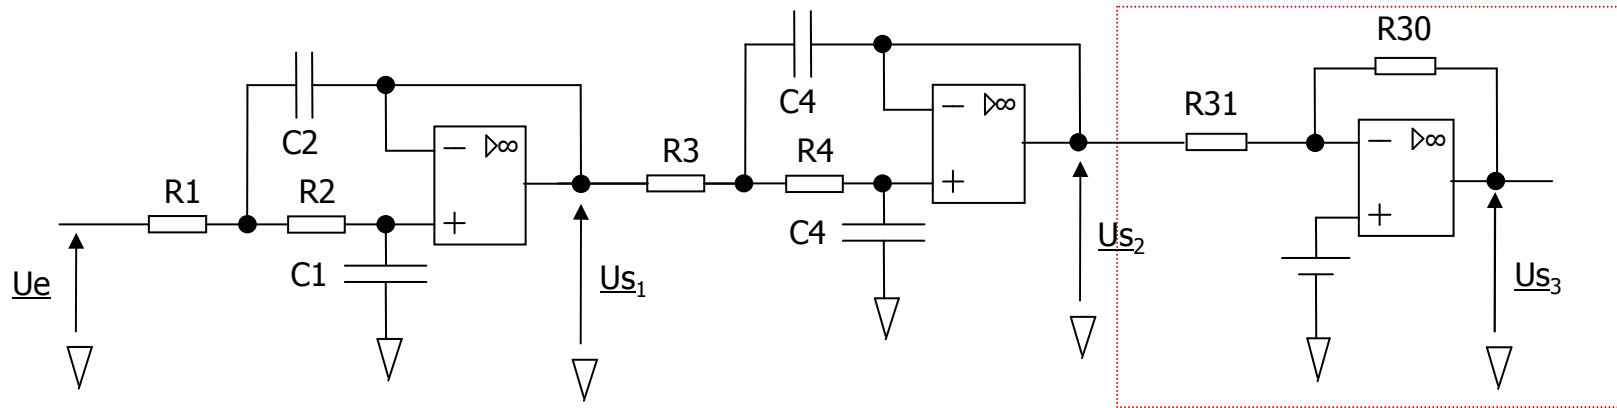 R30
C4
R31
− ▷∞
C2
R3
R4
− ▷∞
− ▷∞
R1
R2
+
+
+
C4
Us₂
C1
Ue
Us₁
Us₃